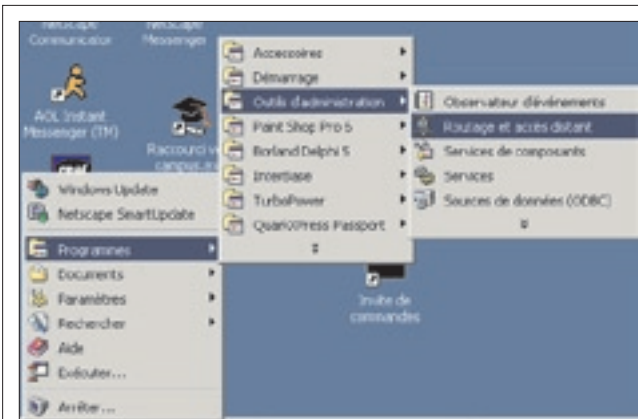 Netscape
Communicator
Netscape
Messenger
AOL Instant
Messenger (TM)
Raccourci
Windows Update
Netscape SmartUpdate
Programmes
Documents
Paramètres
Rechercher
Aide
Exécuter...
Arrêter...
Accessoires
Démarrage
Outils d'administration
Paint Shop Pro 5
Borland Delphi 5
InterBase
TurboPower
QuarkXPress Passport
Observateur d'événements
Routage et accès distant
Services de composants
Services
Sources de données (ODBC)
Invite de
commandes